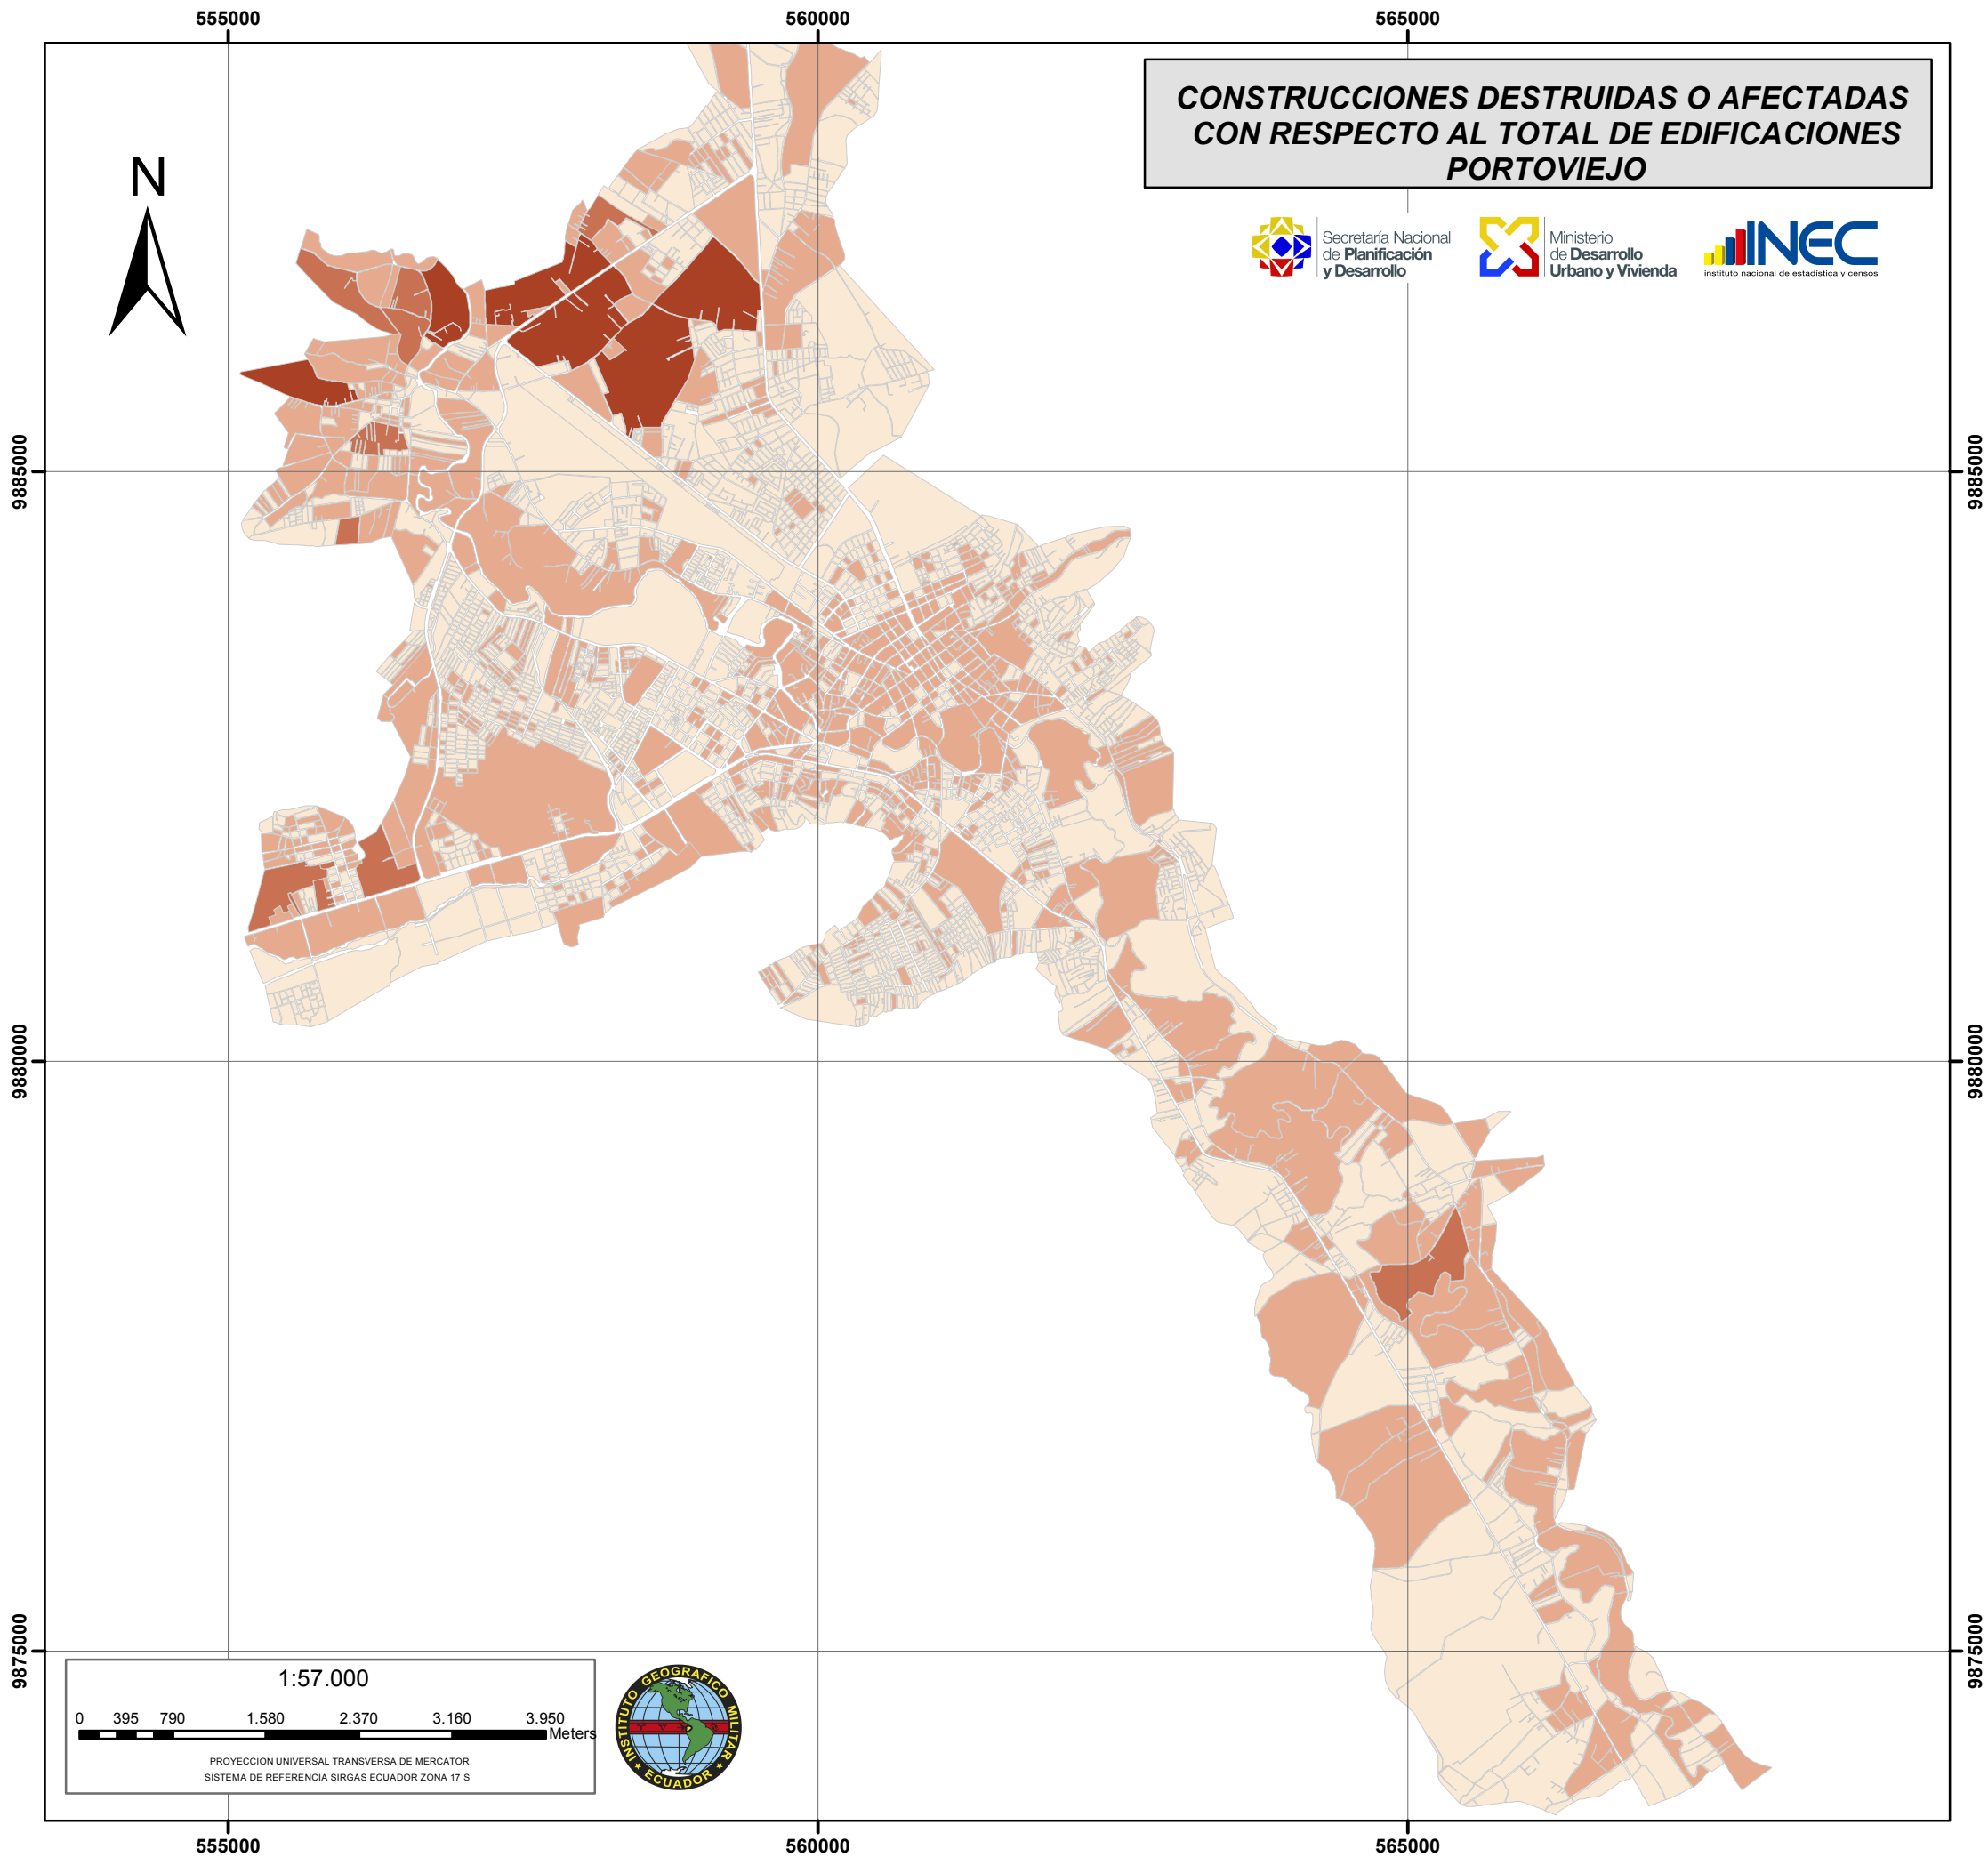 555000
560000
565000
CONSTRUCCIONES DESTRUIDAS O AFECTADAS
CON RESPECTO AL TOTAL DE EDIFICACIONES
PORTOVIEJO
N
Secretaría Nacional
de Planificación
y Desarrollo
Ministerio
de Desarrollo
Urbano y Vivienda
INEC
instituto nacional de estadística y censos
9885000
9885000
9880000
9880000
9875000
9875000
1:57.000
0 395 790 1.580 2.370 3.160 3.950
Meters
PROYECCION UNIVERSAL TRANSVERSA DE MERCATOR
SISTEMA DE REFERENCIA SIRGAS ECUADOR ZONA 17 S
INSTITUTO GEOGRAFICO MILITAR
ECUADOR
555000
560000
565000